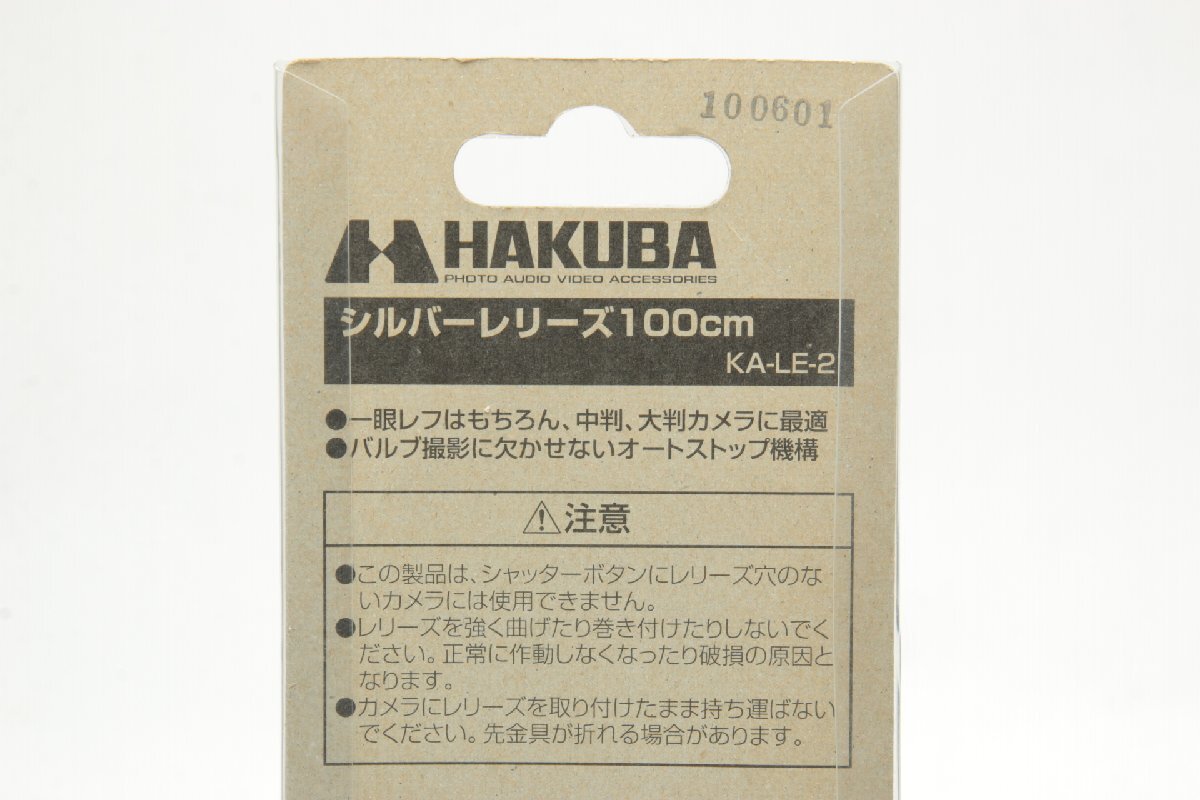 100601
HAKUBA
PHOTO AUDIO VIDEO ACCESSORIES
シルバーレリーズ100cm
KA-LE-2
●一眼レフはもちろん、中判、大判カメラに最適
●バルブ撮影に欠かせないオートストップ機構
⚠注意
●この製品は、シャッターボタンにレリーズ穴のな
いカメラには使用できません。
●レリーズを強く曲げたり巻き付けたりしないでく
ださい。正常に作動しなくなったり破損の原因と
なります。
●カメラにレリーズを取り付けたまま持ち運ばない
でください。先金具が折れる場合があります。